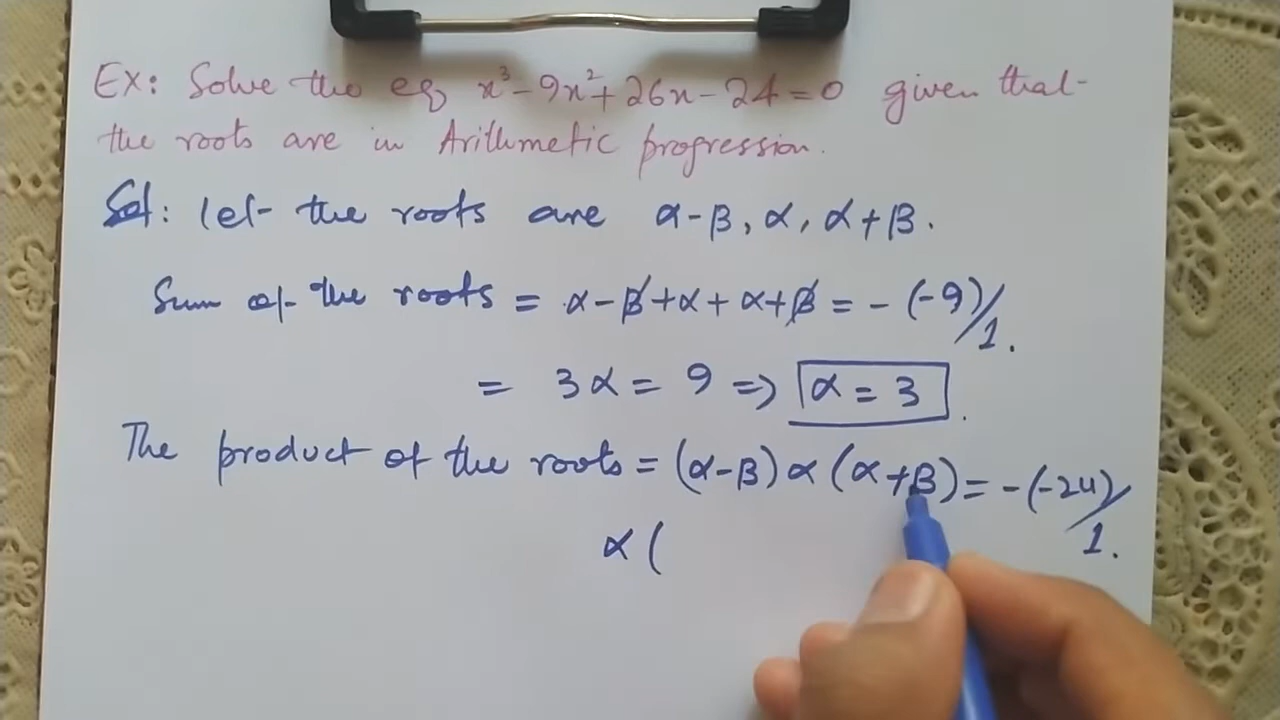 Ex: Solve the eq x³-9x²+26x-24=0 given that
the roots are in Arithmetic progression.
Sol: let the roots are α-β, α, α+β.
Sum of the roots = α-β+α+α+β = -(-9)/1.
= 3α = 9 => α = 3.
The product of the roots = (α-β)α(α+β) = -(-24)/1.
α(